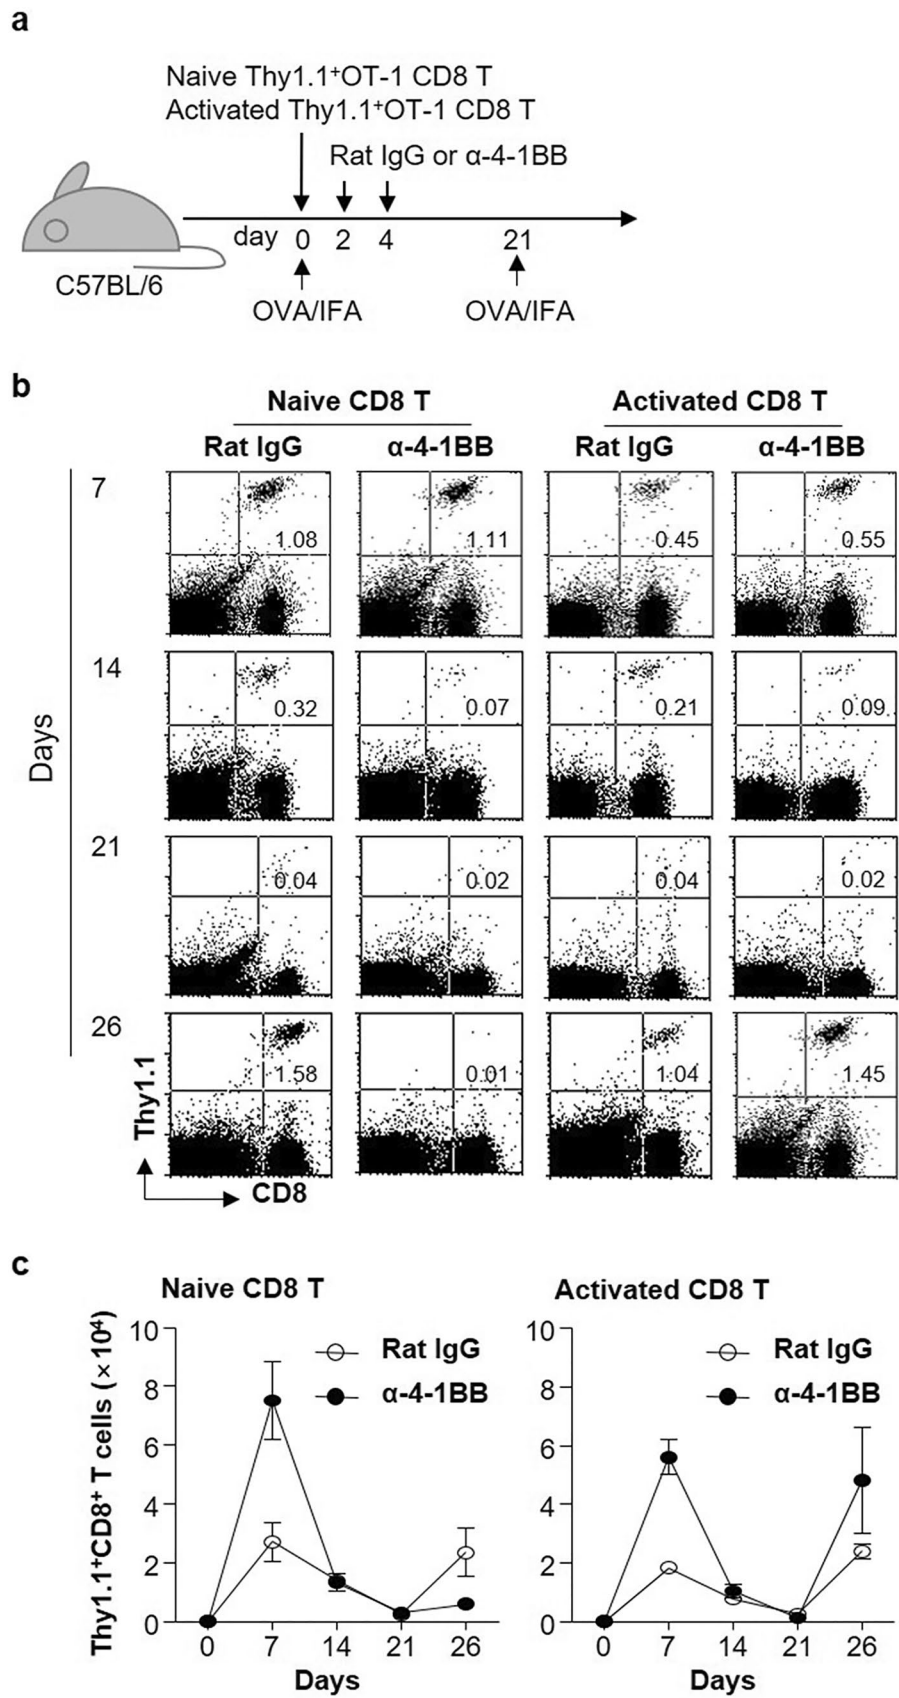 a
Naive Thy1.1⁺OT-1 CD8 T
Activated Thy1.1⁺OT-1 CD8 T
Rat IgG or α-4-1BB
day 0 2 4 21
C57BL/6
OVA/IFA OVA/IFA
b
Naive CD8 T Activated CD8 T
Rat IgG α-4-1BB Rat IgG α-4-1BB
7
1.08 1.11 0.45 0.55
14
0.32 0.07 0.21 0.09
Days
21
0.04 0.02 0.04 0.02
26
1.58 0.01 1.04 1.45
Thy1.1
CD8
c
Naive CD8 T Activated CD8 T
Thy1.1⁺CD8⁺ T cells (×10⁴)
10 10
Rat IgG Rat IgG
8 8
α-4-1BB α-4-1BB
6 6
4 4
2 2
0 0
0 7 14 21 26 0 7 14 21 26
Days Days